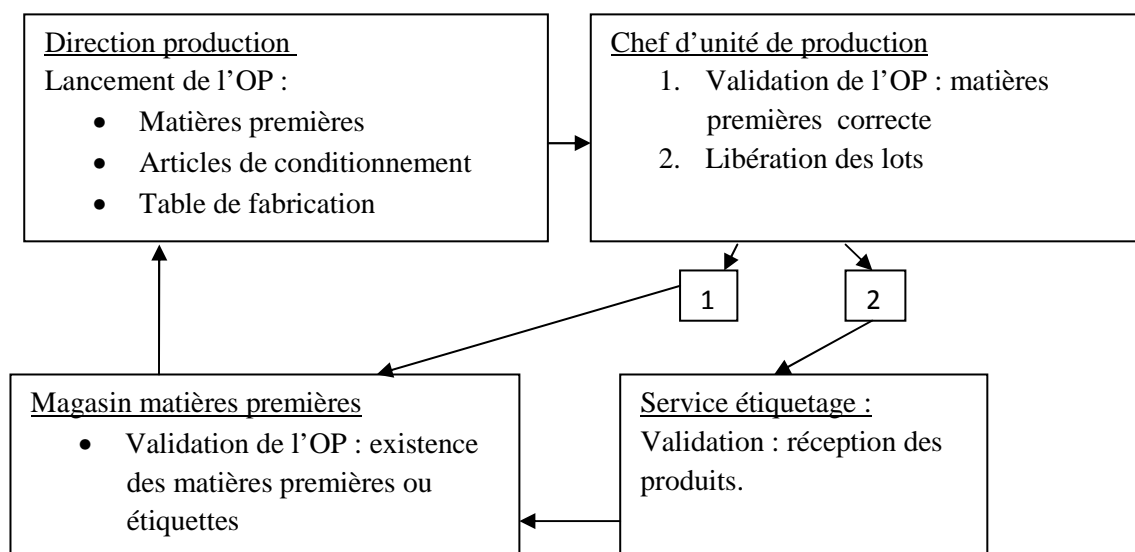 Direction production
Lancement de l'OP :
• Matières premières
• Articles de conditionnement
• Table de fabrication
Chef d'unité de production
1. Validation de l'OP : matières
premières correcte
2. Libération des lots
1
2
Magasin matières premières
• Validation de l'OP : existence
des matières premières ou
étiquettes
Service étiquetage :
Validation : réception des
produits.